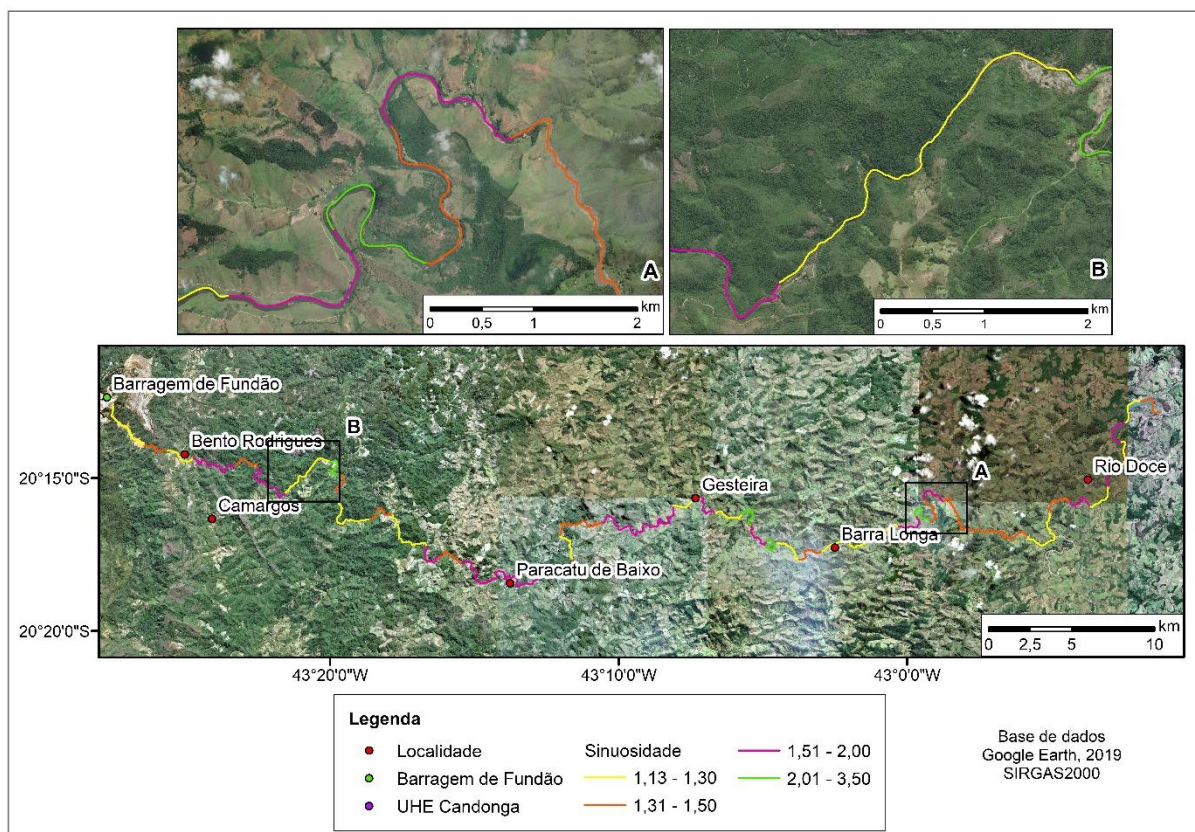 A
km
0 0,5 1 2
B
km
0 0,5 1 2
Barragem de Fundão
Bento Rodrigues
B
Camargos
Gesteira
A
Rio Doce
Barra Longa
Paracatu de Baixo
20°15'0"S
20°20'0"S
km
0 2,5 5 10
43°20'0"W
43°10'0"W
43°0'0"W
Legenda
Localidade
Barragem de Fundão
UHE Candonga
Sinuosidade
1,13 - 1,30
1,31 - 1,50
1,51 - 2,00
2,01 - 3,50
Base de dados
Google Earth, 2019
SIRGAS2000